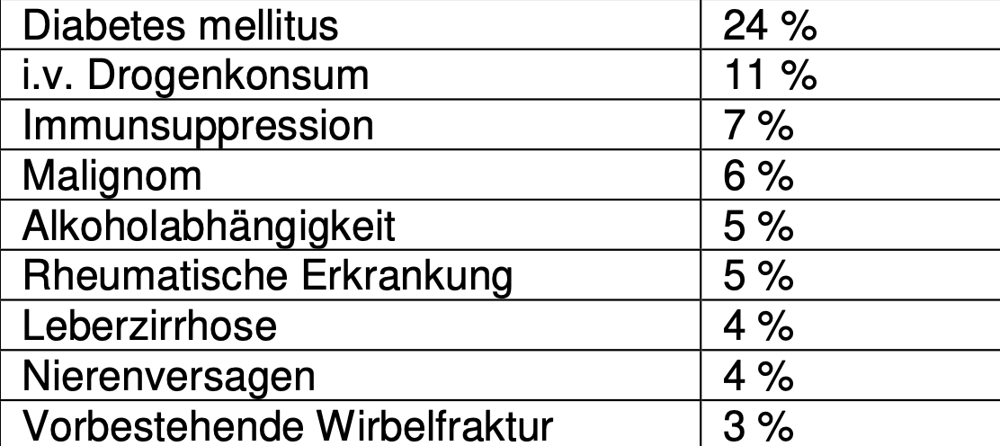 Diabetes mellitus 24 %
i.v. Drogenkonsum 11 %
Immunsuppression 7 %
Malignom 6 %
Alkoholabhängigkeit 5 %
Rheumatische Erkrankung 5 %
Leberzirrhose 4 %
Nierenversagen 4 %
Vorbestehende Wirbelfraktur 3 %